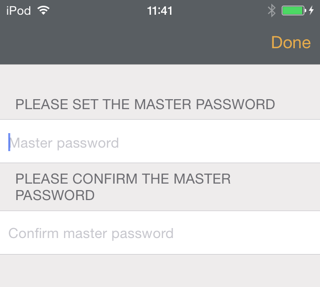 iPod 11:41
Done
PLEASE SET THE MASTER PASSWORD
Master password
PLEASE CONFIRM THE MASTER
PASSWORD
Confirm master password